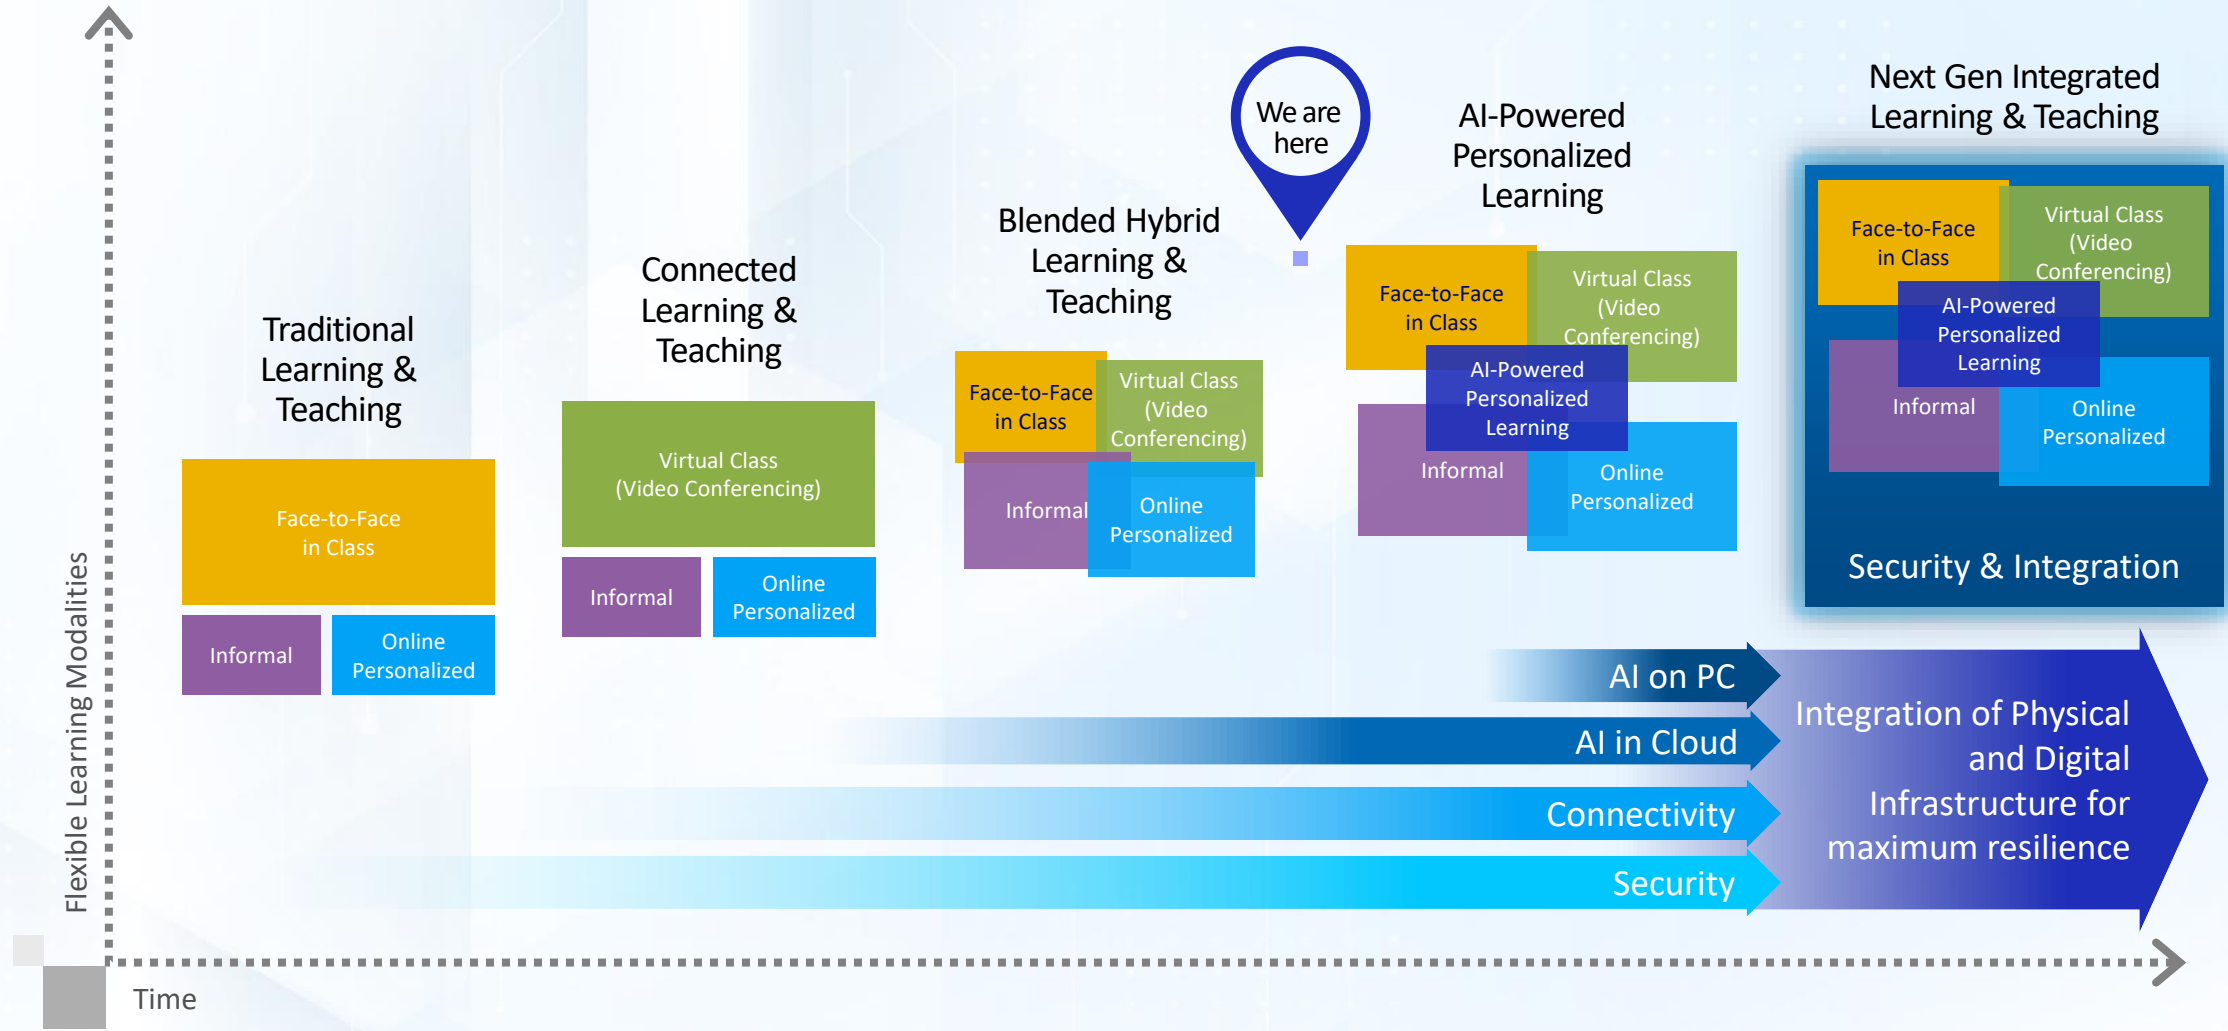 Flexible Learning Modalities
Time
Traditional
Learning &
Teaching
Face-to-Face
in Class
Informal
Online
Personalized
Connected
Learning &
Teaching
Virtual Class
(Video Conferencing)
Informal
Online
Personalized
Blended Hybrid
Learning &
Teaching
Face-to-Face
in Class
Virtual Class
(Video
Conferencing)
Informal
Online
Personalized
We are
here
AI-Powered
Personalized
Learning
Face-to-Face
in Class
Virtual Class
(Video
Conferencing)
AI-Powered
Personalized
Learning
Informal
Online
Personalized
Next Gen Integrated
Learning & Teaching
Face-to-Face
in Class
Virtual Class
(Video
Conferencing)
AI-Powered
Personalized
Learning
Informal
Online
Personalized
Security & Integration
AI on PC
AI in Cloud
Connectivity
Security
Integration of Physical
and Digital
Infrastructure for
maximum resilience